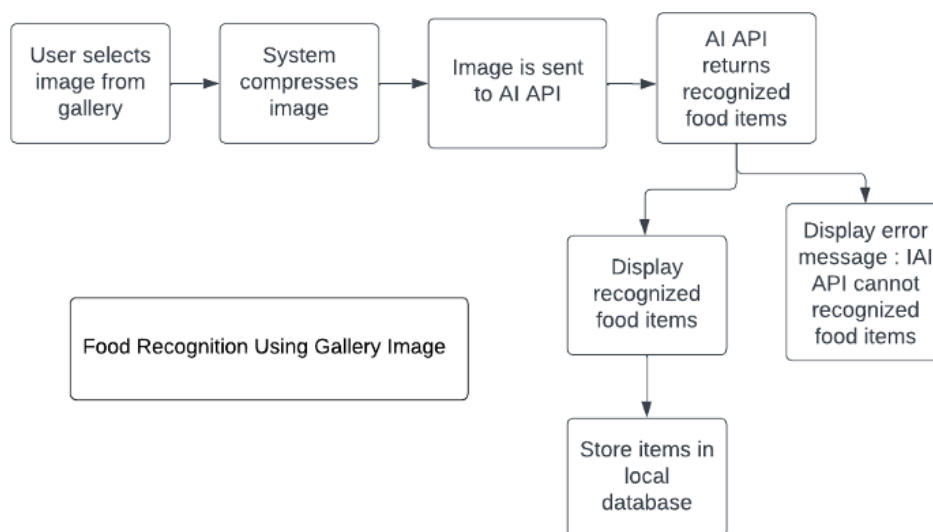 User selects
image from
gallery
System
compresses
image
Image is sent
to AI API
AI API
returns
recognized
food items
Display
recognized
food items
Display error
message : IAI
API cannot
recognized
food items
Food Recognition Using Gallery Image
Store items in
local
database